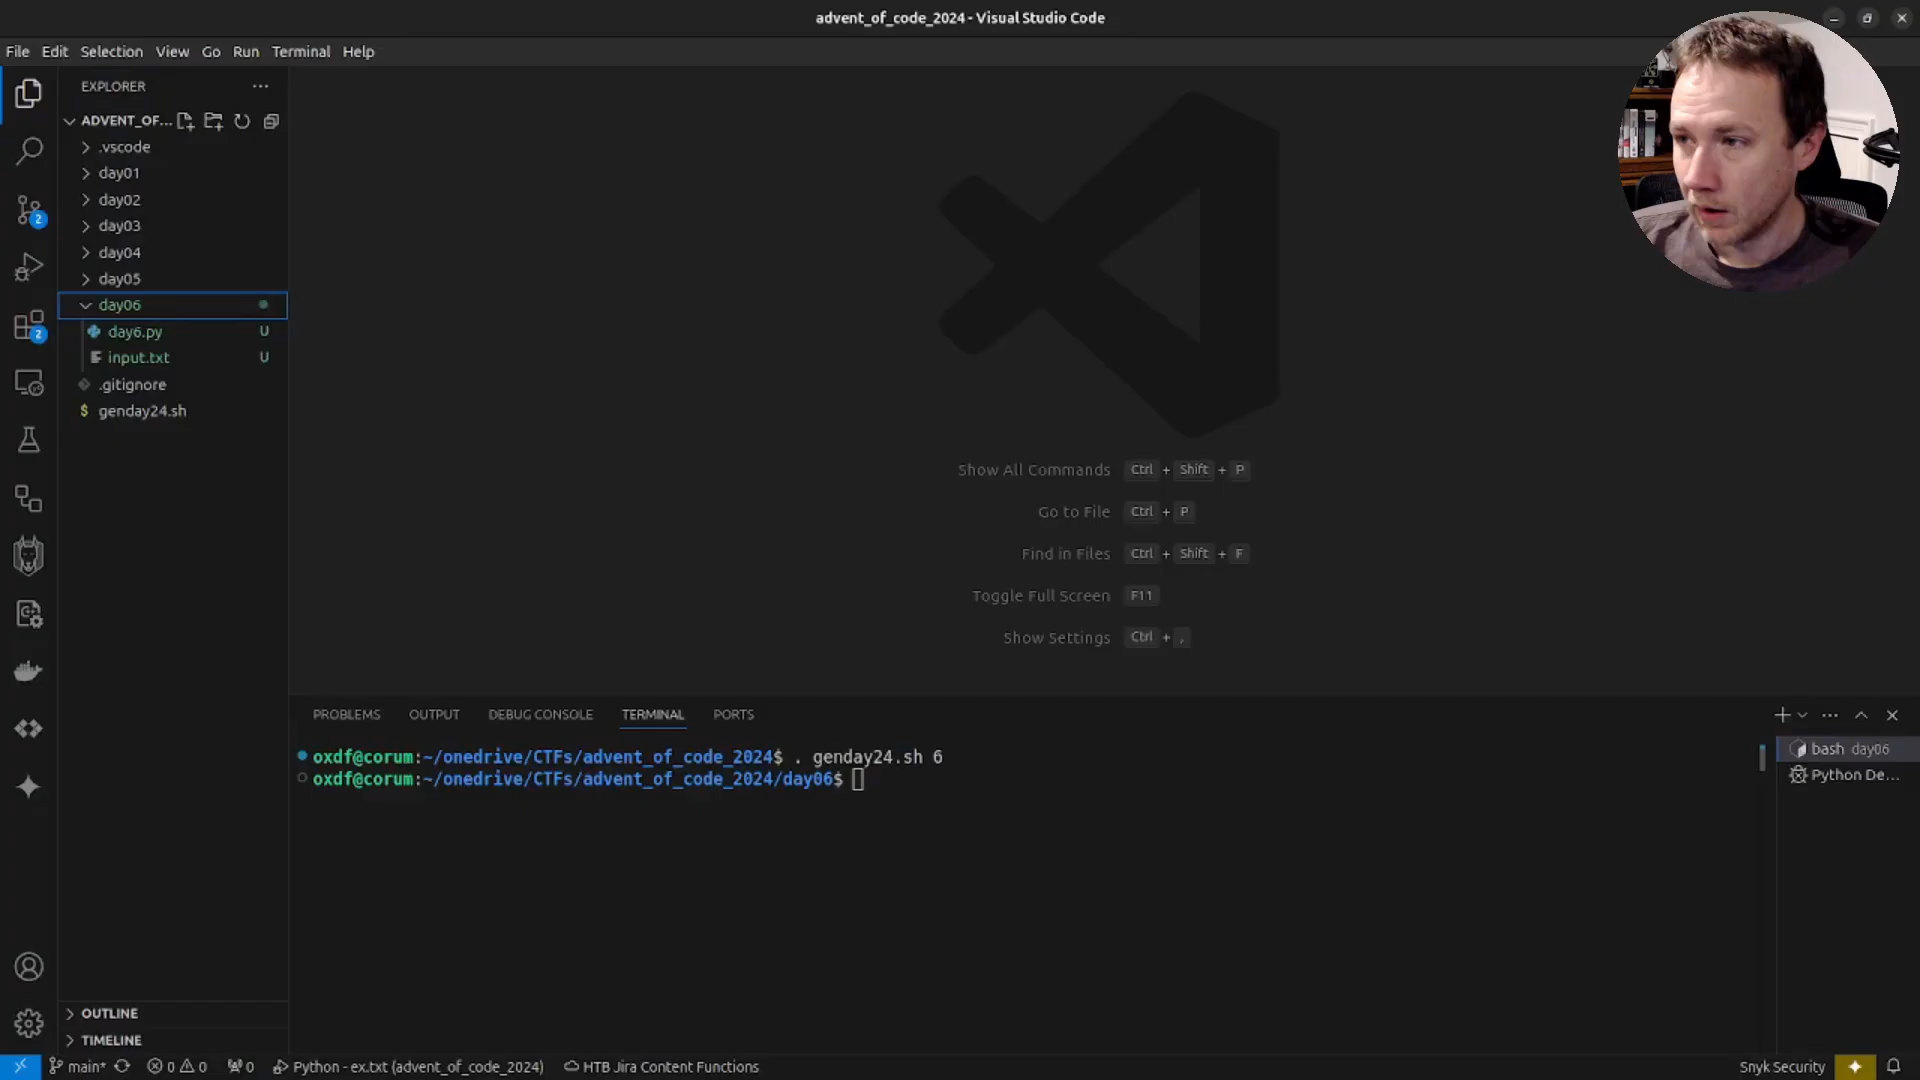 advent_of_code_2024 - Visual Studio Code
File Edit Selection View Go Run Terminal Help
EXPLORER
ADVENT_OF...
.vscode
day01
day02
day03
day04
day05
day06
day6.py U
input.txt U
.gitignore
$ genday24.sh
2
2
Show All Commands Ctrl + Shift + P
Go to File Ctrl + P
Find in Files Ctrl + Shift + F
Toggle Full Screen F11
Show Settings Ctrl + ,
PROBLEMS OUTPUT DEBUG CONSOLE TERMINAL PORTS
oxdf@corum:~/onedrive/CTFs/advent_of_code_2024$ . genday24.sh 6
oxdf@corum:~/onedrive/CTFs/advent_of_code_2024/day06$
bash day06
Python De...
OUTLINE
TIMELINE
main* 0 0 0 Python - ex.txt (advent_of_code_2024) HTB Jira Content Functions Snyk Security